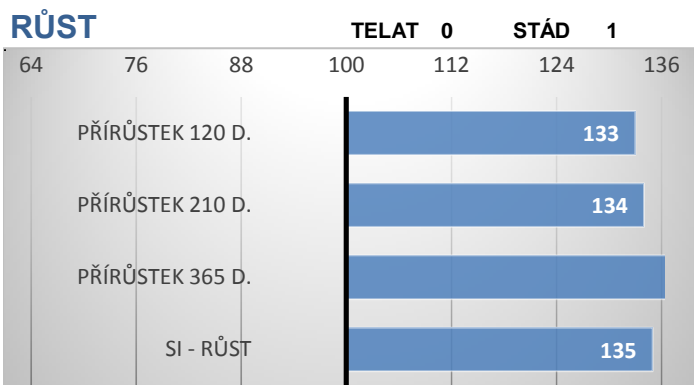 RŮST TELAT 0 STÁD 1
64 76 88 100 112 124 136
PŘÍRŮSTEK 120 D. 133
PŘÍRŮSTEK 210 D. 134
PŘÍRŮSTEK 365 D.
SI - RŮST 135